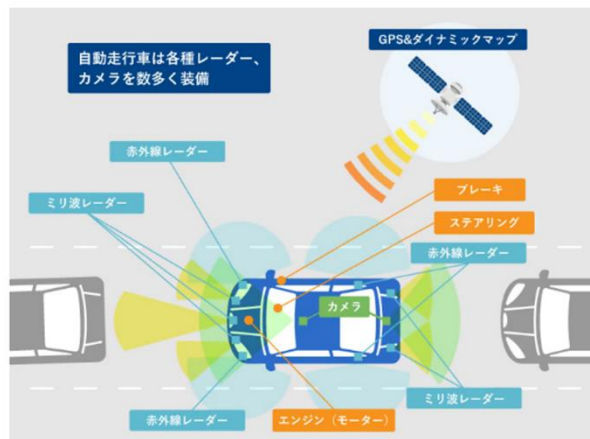 自動走行車は各種レーダー、
カメラを数多く装備
GPS&ダイナミックマップ
赤外線レーダー
ミリ波レーダー
ブレーキ
ステアリング
赤外線レーダー
カメラ
赤外線レーダー
エンジン（モーター）
ミリ波レーダー